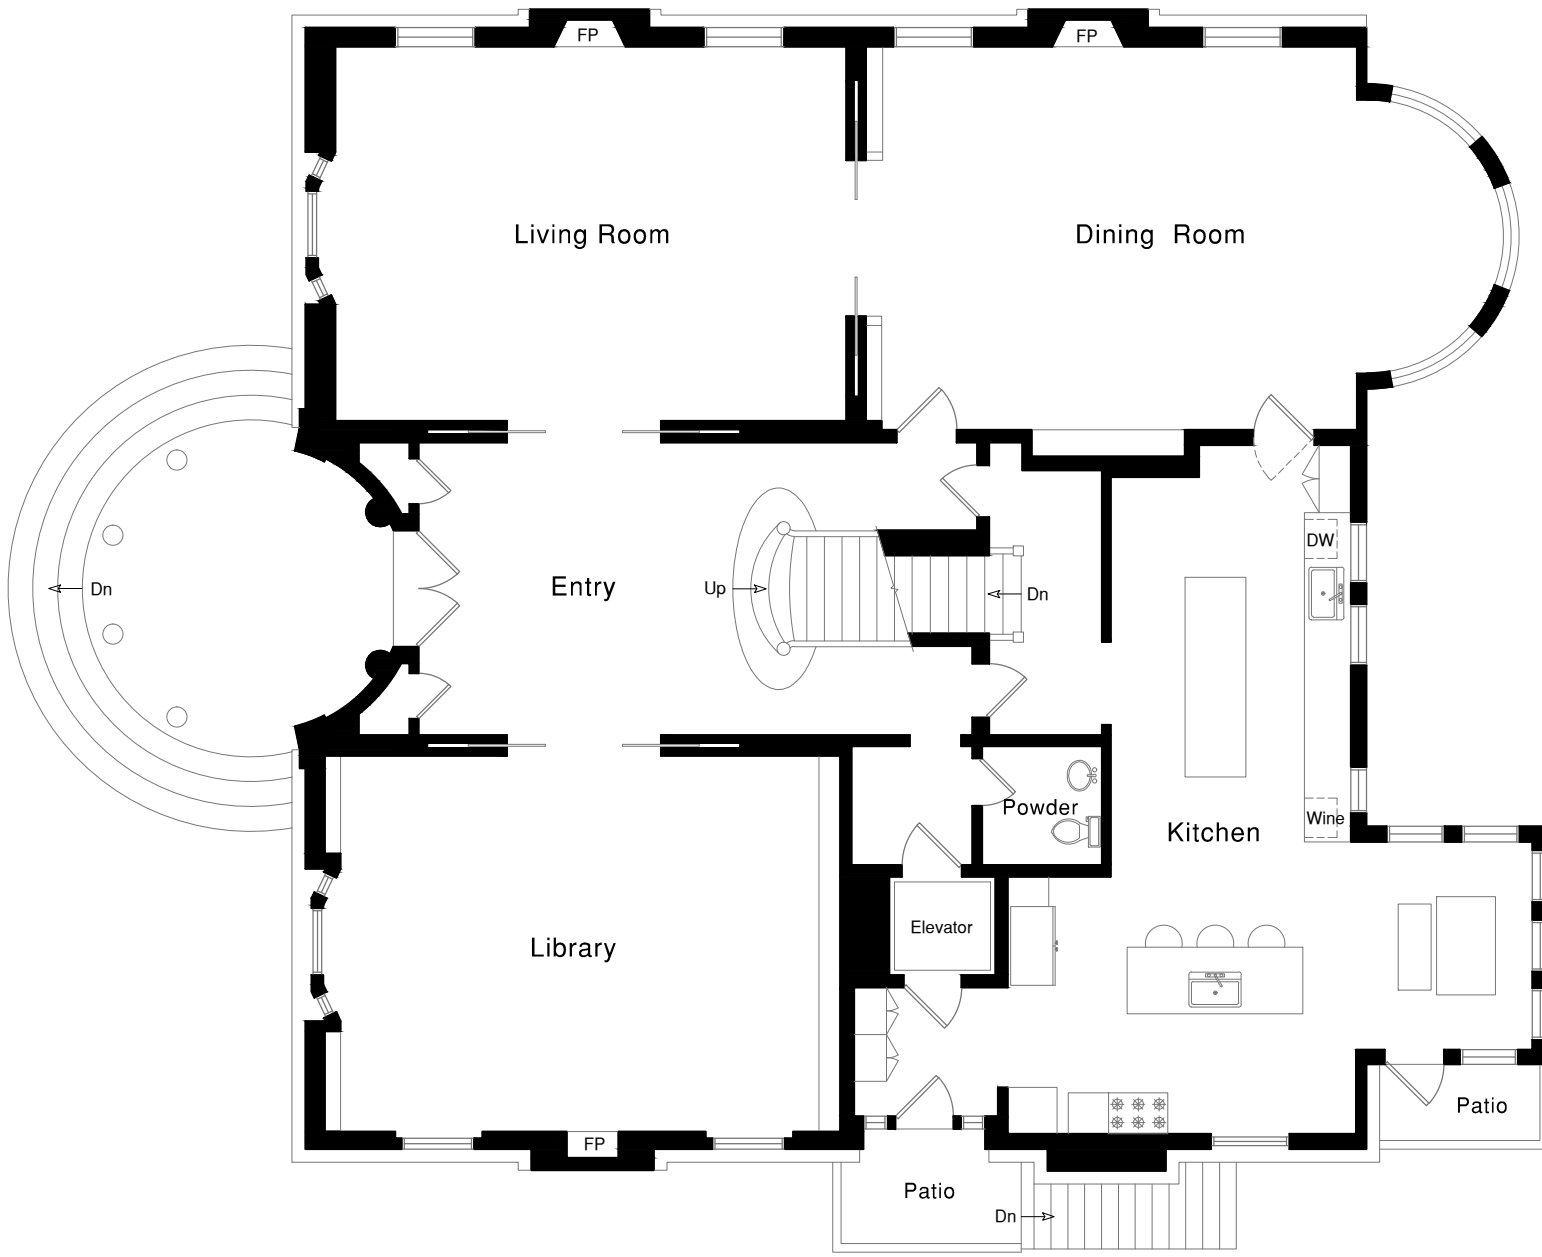 FP
FP
Living Room
Dining Room
DW
Dn
Entry
Up
Dn
Powder
Wine
Kitchen
Elevator
Library
Patio
FP
Patio
Dn